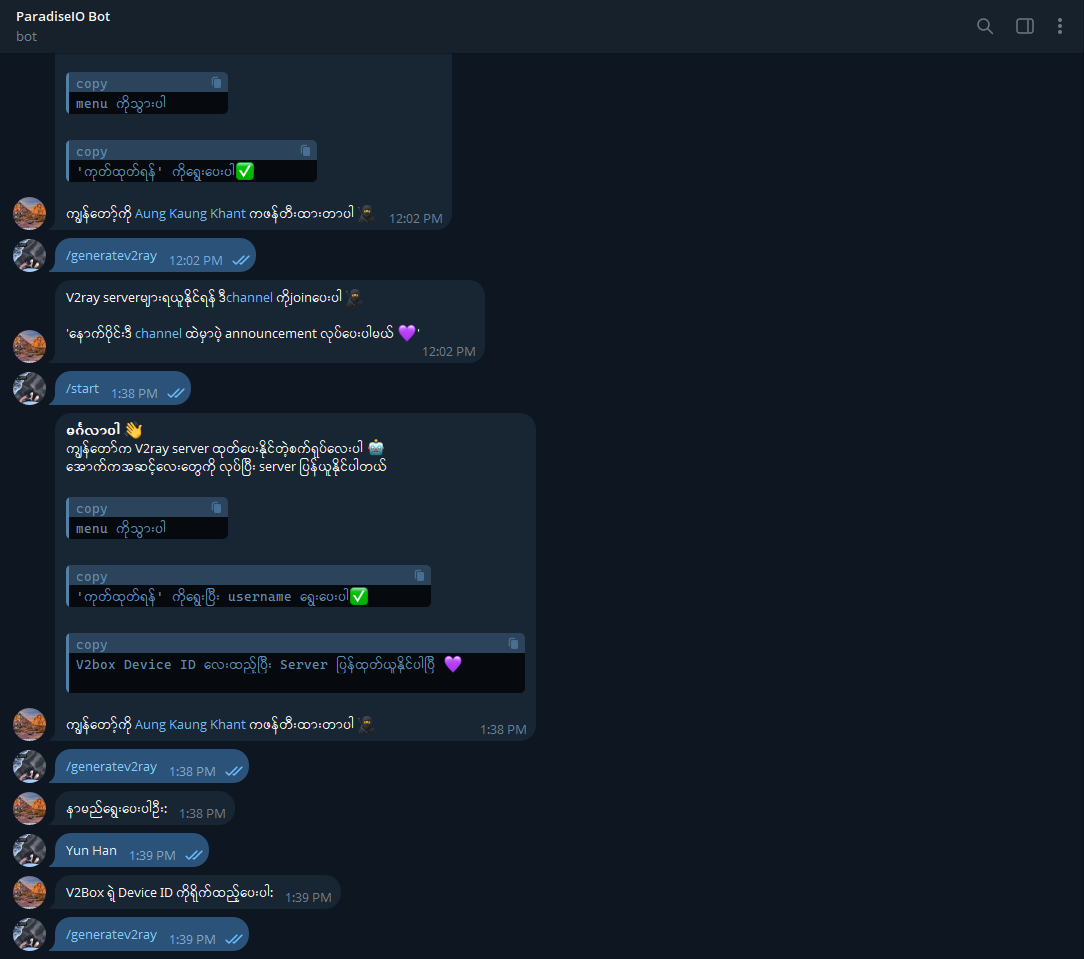 ParadiseIO Bot
bot
copy
menu ကိုသွားပါ
copy
'ကုတ်ထုတ်ရန်' ကိုရွေးပေးပါ✅
ကျွန်တော့်ကို Aung Kaung Khant ကဖန်တီးထားတာပါ 🥷 12:02 PM
/generatev2ray 12:02 PM
V2ray serverများရယူနိုင်ရန် ဒီchannel ကိုjoinပေးပါ 🥷
'နောက်ပိုင်းဒီ channel ထဲမှာပဲ့ announcement လုပ်ပေးပါမယ် 💜'
12:02 PM
/start 1:38 PM
မင်္ဂလာပါ 👋
ကျွန်တော်က V2ray server ထုတ်ပေးနိုင်တဲ့စက်ရုပ်လေးပါ 🤖
အောက်ကအဆင့်လေးတွေကို လုပ်ပြီး server ပြန်ယူနိုင်ပါတယ်
copy
menu ကိုသွားပါ
copy
'ကုတ်ထုတ်ရန်' ကိုရွေးပြီး username ရွေးပေးပါ✅
copy
V2box Device ID လေးထည့်ပြီး Server ပြန်ထုတ်ယူနိုင်ပါပြီ 💜
ကျွန်တော့်ကို Aung Kaung Khant ကဖန်တီးထားတာပါ 🥷 1:38 PM
/generatev2ray 1:38 PM
နာမည်ရွေးပေးပါဦး: 1:38 PM
Yun Han 1:39 PM
V2Box ရဲ့ Device ID ကိုရိုက်ထည့်ပေးပါ: 1:39 PM
/generatev2ray 1:39 PM